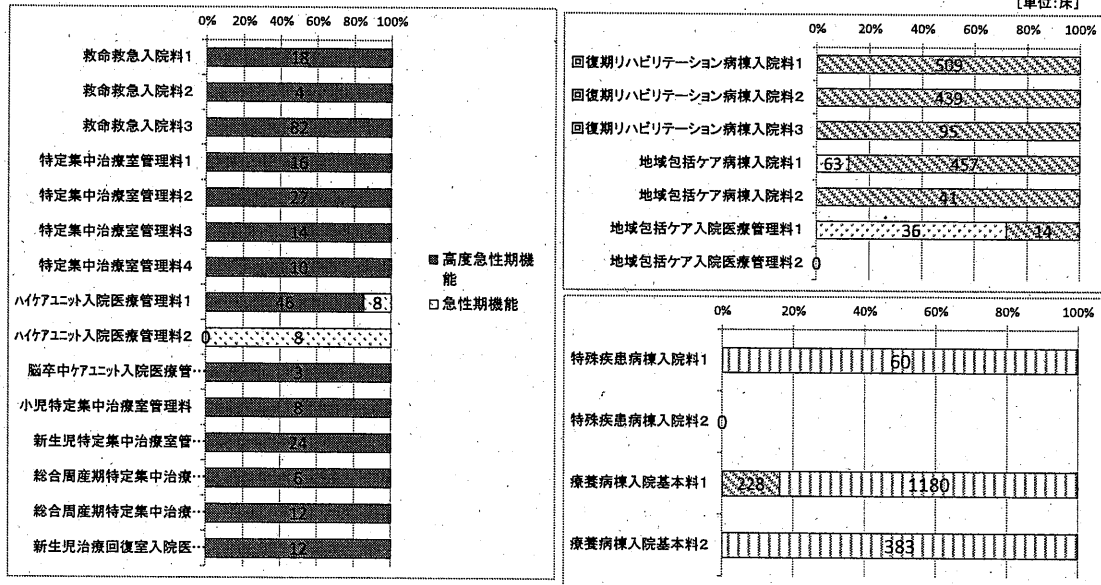 [単位:床]
0% 20% 40% 60% 80% 100%
救命救急入院料1 18
救命救急入院料2 4
救命救急入院料3 82
特定集中治療室管理料1 16
特定集中治療室管理料2 27
特定集中治療室管理料3 14
特定集中治療室管理料4 10
ハイケアユニット入院医療管理料1 46 8
ハイケアユニット入院医療管理料2 0 8
脳卒中ケアユニット入院医療管… 3
小児特定集中治療室管理料 8
新生児特定集中治療室管… 24
総合周産期特定集中治療… 6
総合周産期特定集中治療… 12
新生児治療回復室入院医… 12
高度急性期機
能
急性期機能
0% 20% 40% 60% 80% 100%
回復期リハビリテーション病棟入院料1 509
回復期リハビリテーション病棟入院料2 439
回復期リハビリテーション病棟入院料3 95
地域包括ケア病棟入院料1 63 457
地域包括ケア病棟入院料2 41
地域包括ケア入院医療管理料1 36 14
地域包括ケア入院医療管理料2 0
0% 20% 40% 60% 80% 100%
特殊疾患病棟入院料1 60
特殊疾患病棟入院料2 0
療養病棟入院基本料1 228 1180
療養病棟入院基本料2 383